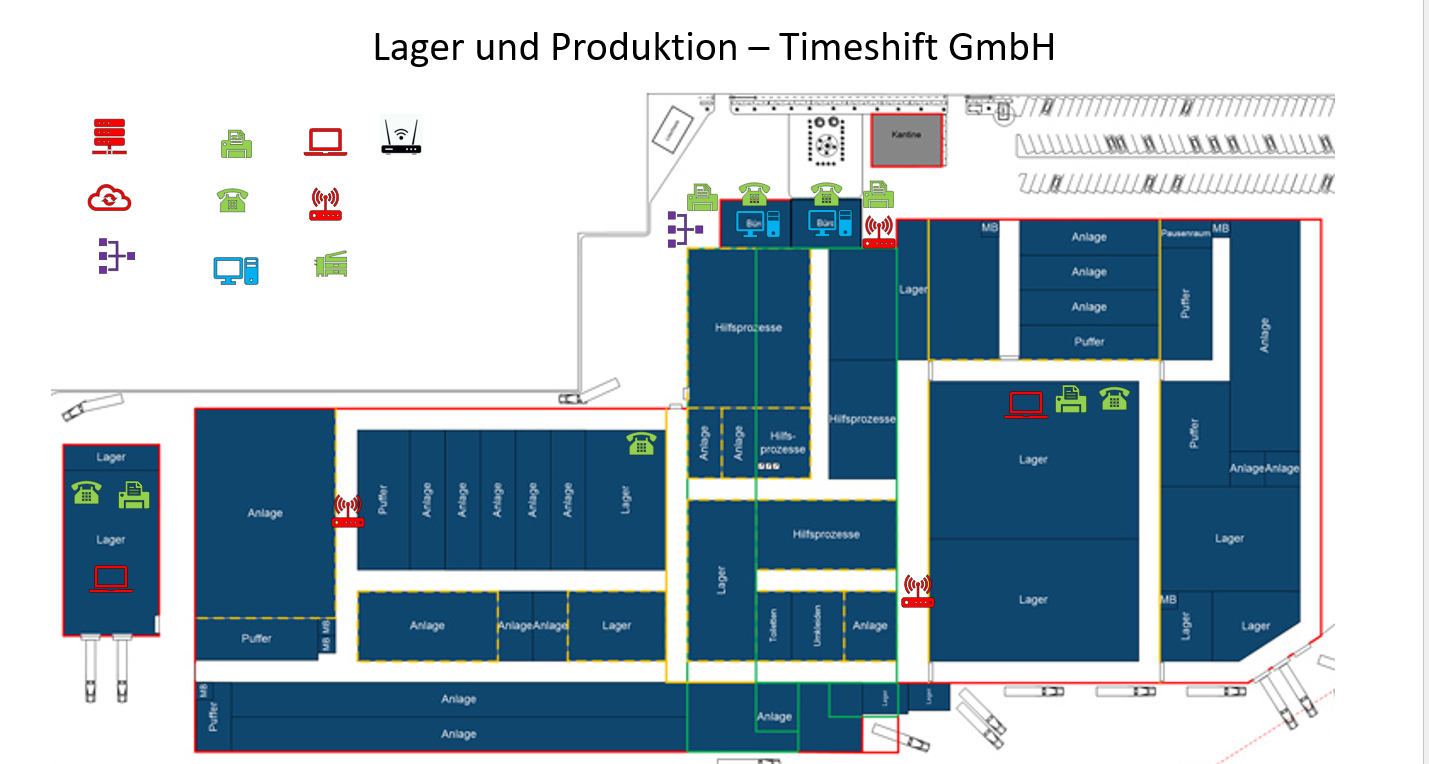 Lager und Produktion – Timeshift GmbH
Kantine
Büro
Büro
MB
Anlage
Anlage
Anlage
Puffer
Pausenraum
MB
Puffer
Anlage
Lager
Hilfsprozesse
Hilfsprozesse
Anlage
Anlage
Hilfs-
prozesse
Lager
Puffer
Anlage
Anlage
Lager
Lager
Anlage
Puffer
Anlage
Anlage
Anlage
Anlage
Anlage
Lager
Hilfsprozesse
Lager
Lager
Lager
MB
Lager
Lager
Anlage
Anlage
Anlage
Lager
Toiletten
Umkleiden
Anlage
Puffer
MB
MB
MB
Puffer
Anlage
Anlage
Anlage
Lager
Lager